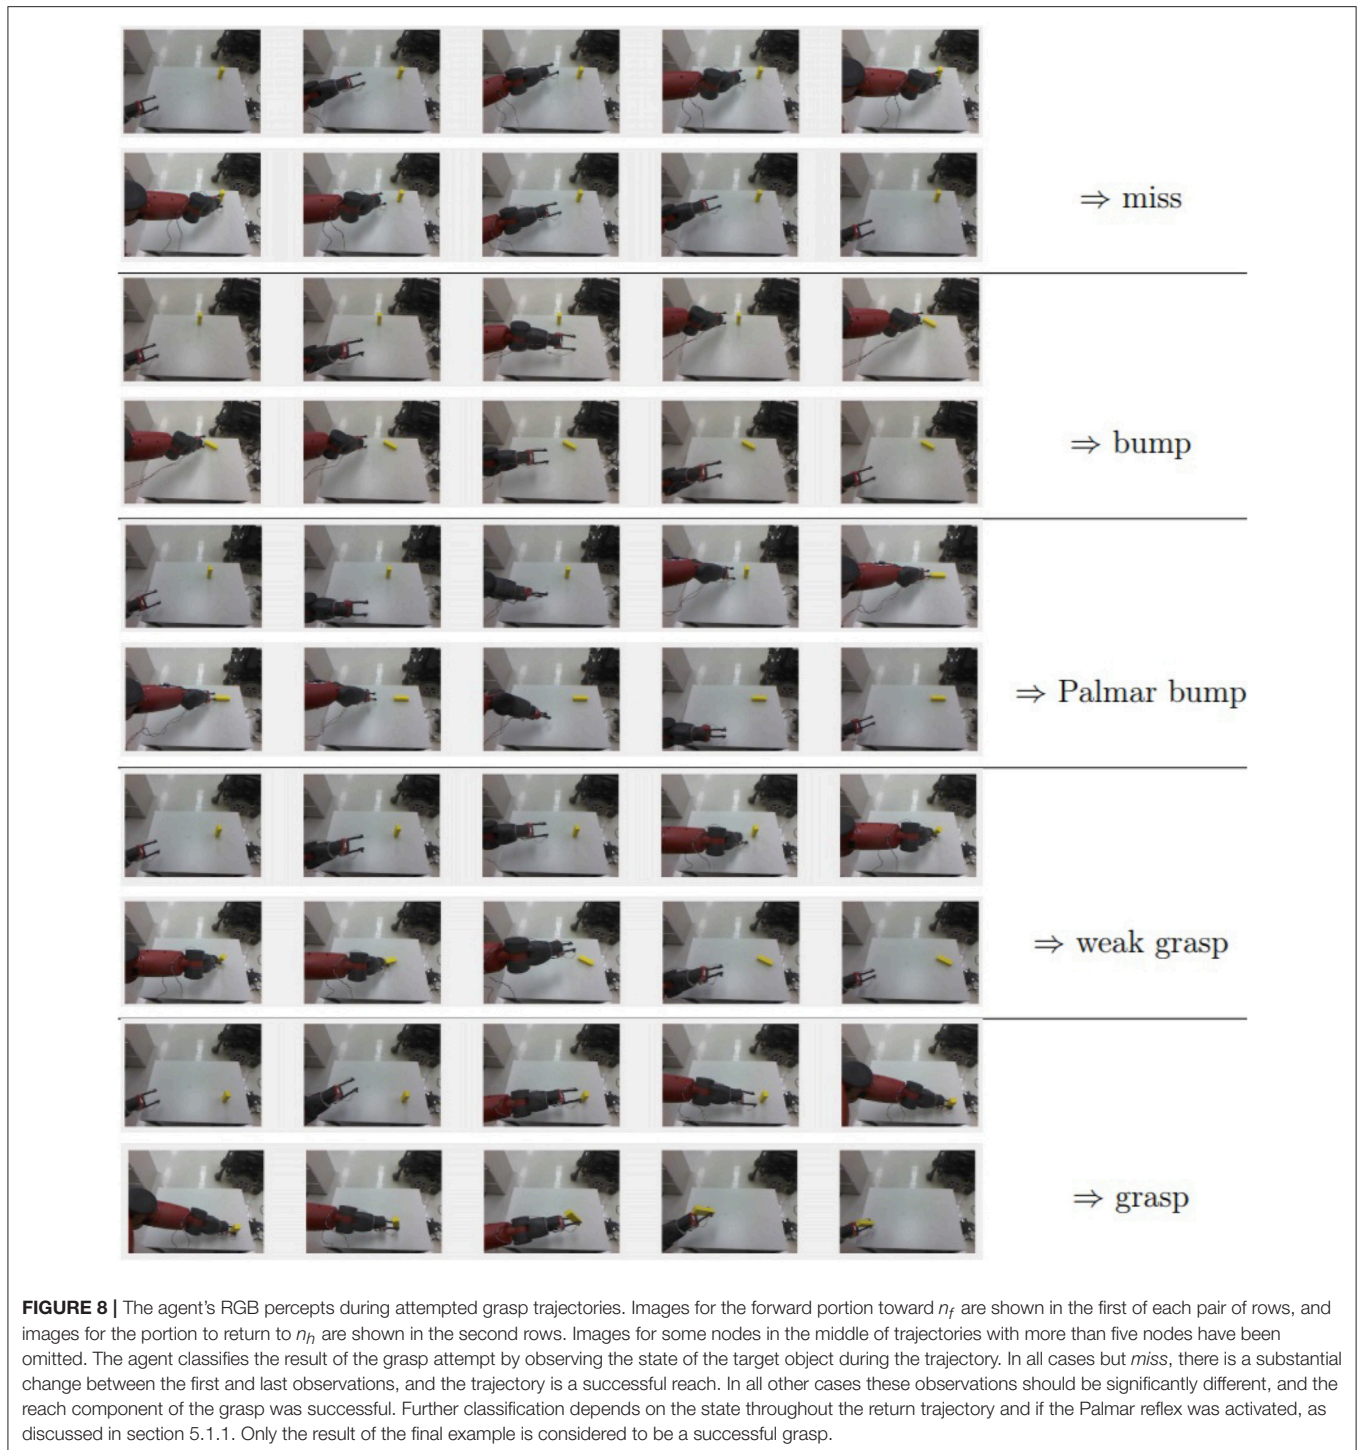 ⇒ miss
⇒ bump
⇒ Palmar bump
⇒ weak grasp
⇒ grasp
FIGURE 8 | The agent's RGB percepts during attempted grasp trajectories. Images for the forward portion toward n_f are shown in the first of each pair of rows, and
images for the portion to return to n_h are shown in the second rows. Images for some nodes in the middle of trajectories with more than five nodes have been
omitted. The agent classifies the result of the grasp attempt by observing the state of the target object during the trajectory. In all cases but miss, there is a substantial
change between the first and last observations, and the trajectory is a successful reach. In all other cases these observations should be significantly different, and the
reach component of the grasp was successful. Further classification depends on the state throughout the return trajectory and if the Palmar reflex was activated, as
discussed in section 5.1.1. Only the result of the final example is considered to be a successful grasp.